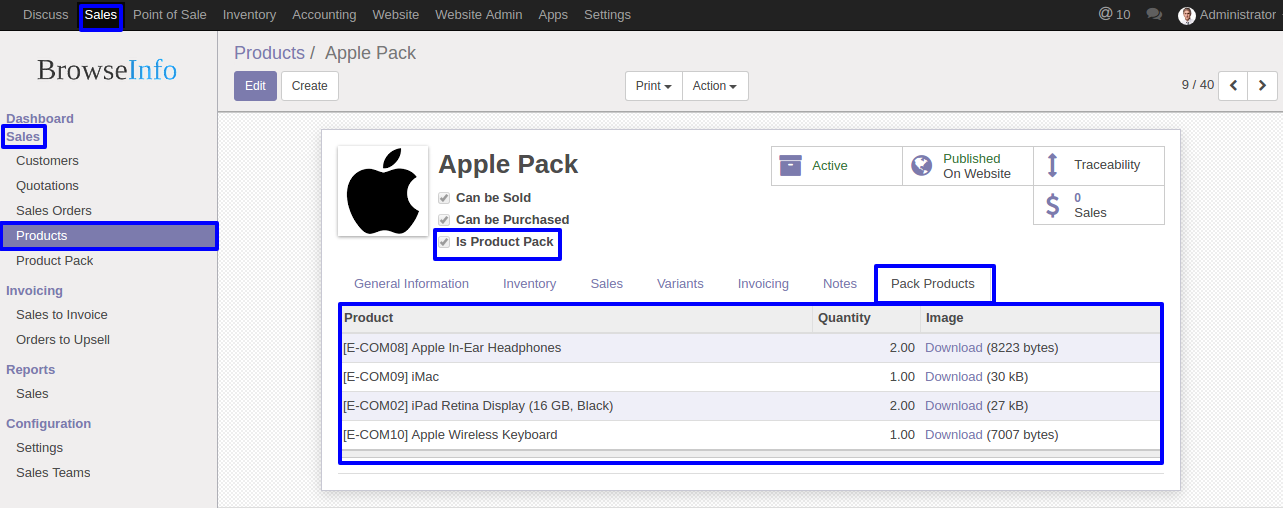 Discuss Sales Point of Sale Inventory Accounting Website Website Admin Apps Settings @ 10 Administrator
BrowseInfo
Dashboard
Sales
Customers
Quotations
Sales Orders
Products
Product Pack
Invoicing
Sales to Invoice
Orders to Upsell
Reports
Sales
Configuration
Settings
Sales Teams
Products / Apple Pack
Edit Create Print Action 9 / 40
Apple Pack
Can be Sold
Can be Purchased
Is Product Pack
Active
Published
On Website
Traceability
0
Sales
General Information Inventory Sales Variants Invoicing Notes Pack Products
Product Quantity Image
[E-COM08] Apple In-Ear Headphones 2.00 Download (8223 bytes)
[E-COM09] iMac 1.00 Download (30 kB)
[E-COM02] iPad Retina Display (16 GB, Black) 2.00 Download (27 kB)
[E-COM10] Apple Wireless Keyboard 1.00 Download (7007 bytes)